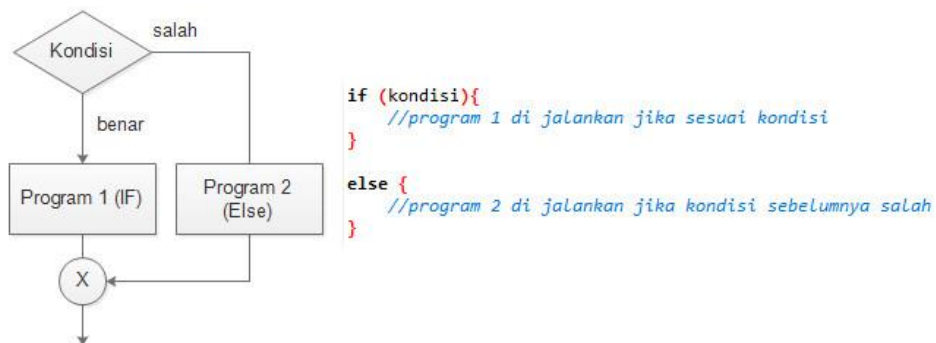 salah
Kondisi
benar
Program 1 (IF)
Program 2
(Else)
X
if (kondisi){
//program 1 di jalankan jika sesuai kondisi
}
else {
//program 2 di jalankan jika kondisi sebelumnya salah
}